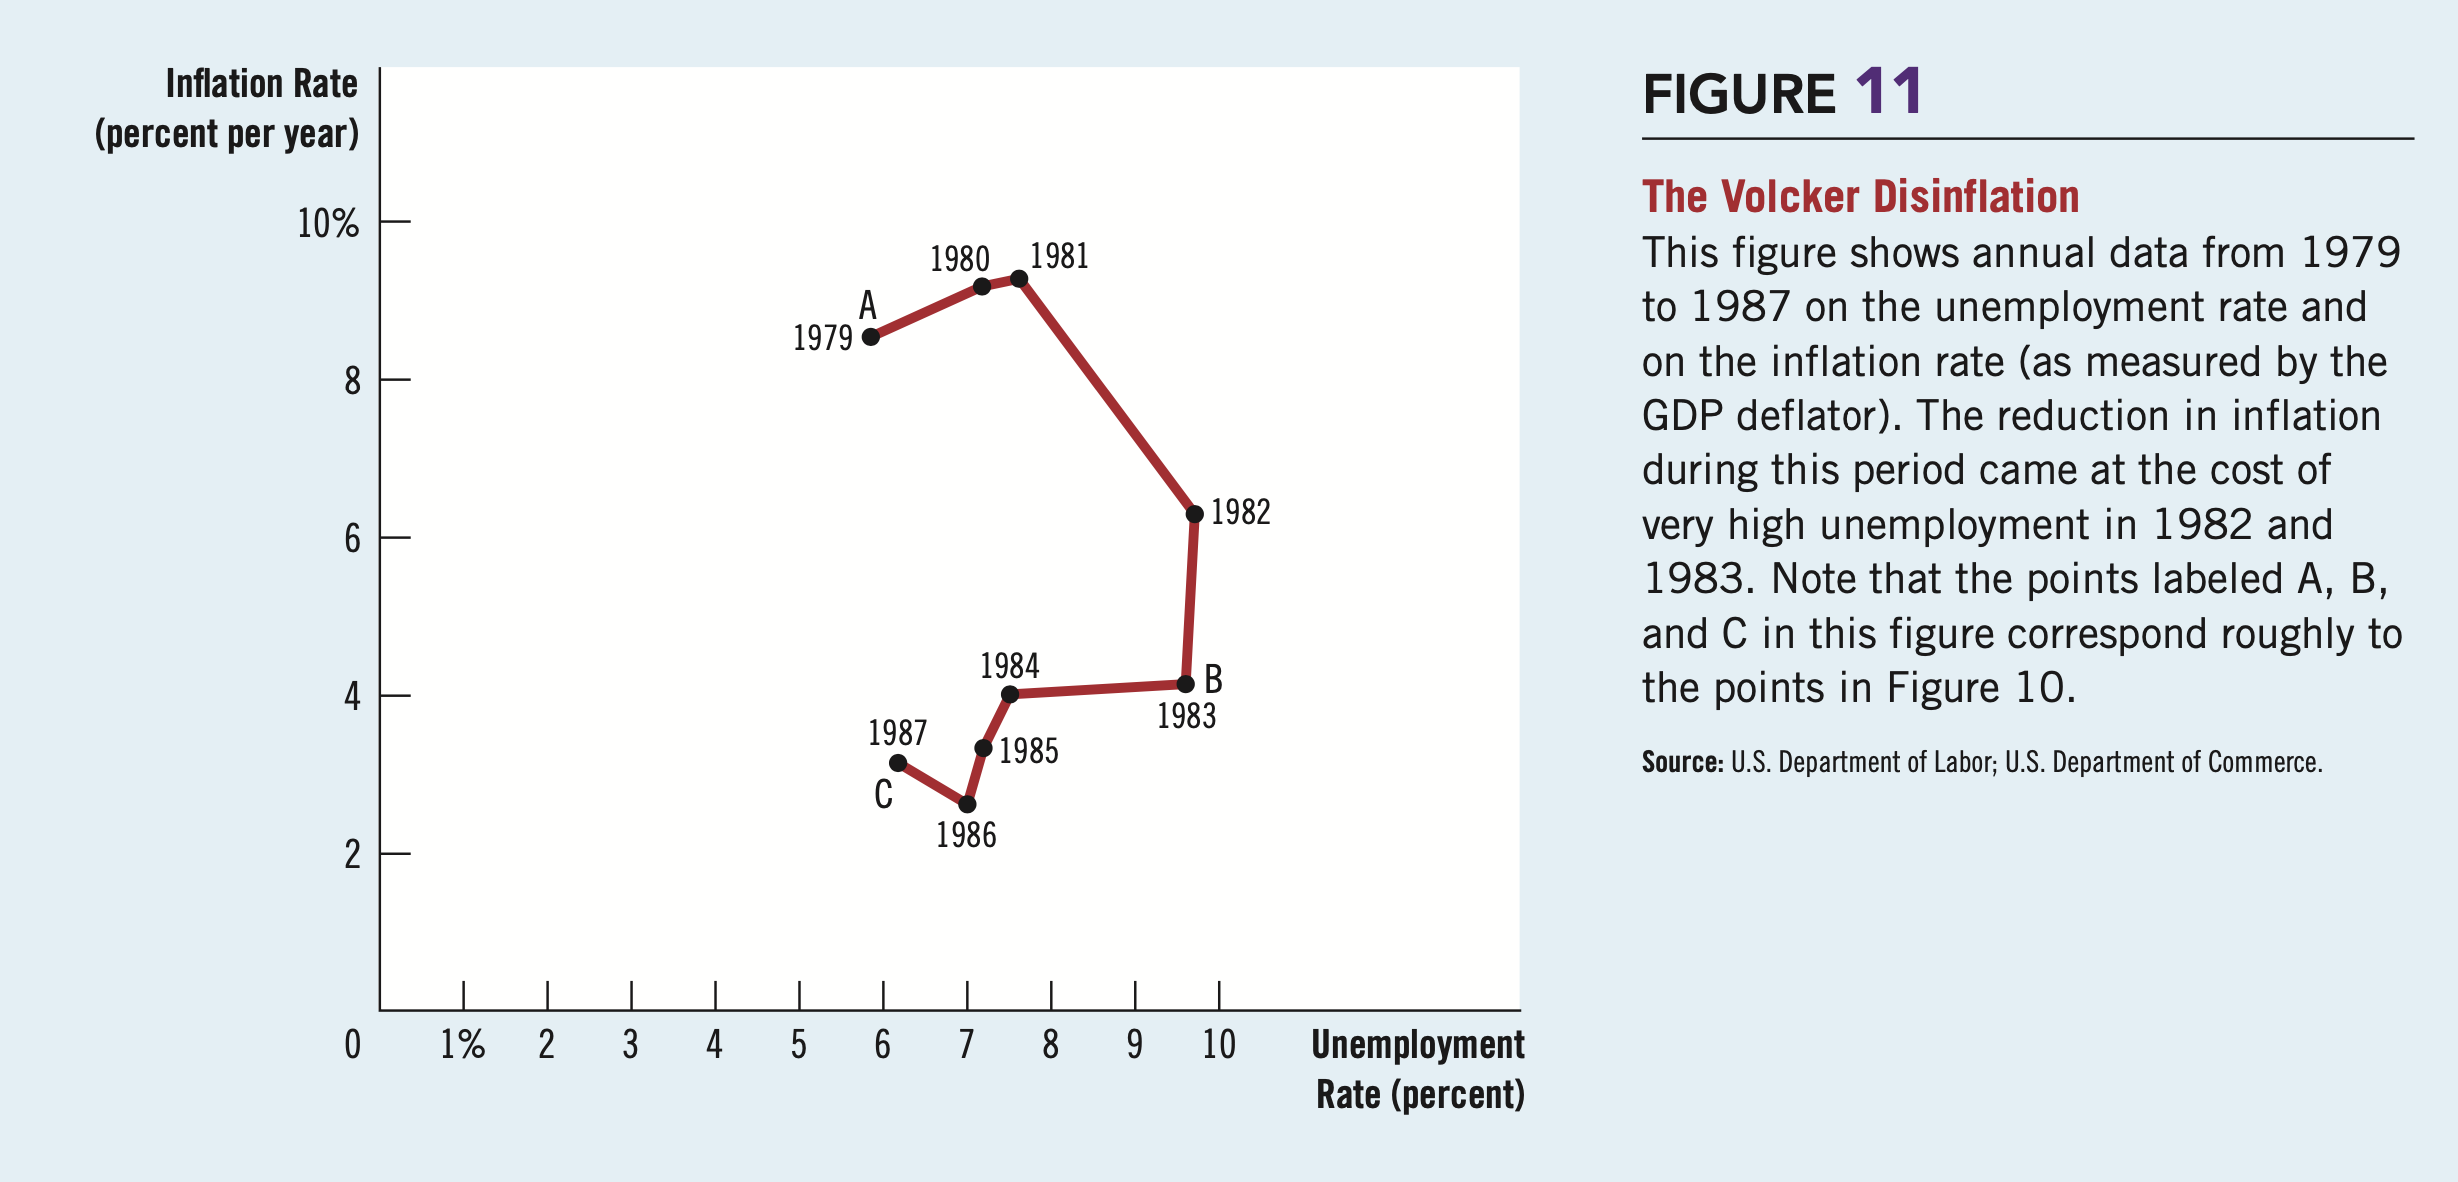 Inflation Rate
(percent per year)
10%
8
6
4
2
0
1%
2
3
4
5
6
7
8
9
10
Unemployment
Rate (percent)
A
1979
1980
1981
1982
B
1983
1984
1985
1986
1987
C
FIGURE 11
The Volcker Disinflation
This figure shows annual data from 1979
to 1987 on the unemployment rate and
on the inflation rate (as measured by the
GDP deflator). The reduction in inflation
during this period came at the cost of
very high unemployment in 1982 and
1983. Note that the points labeled A, B,
and C in this figure correspond roughly to
the points in Figure 10.
Source: U.S. Department of Labor; U.S. Department of Commerce.